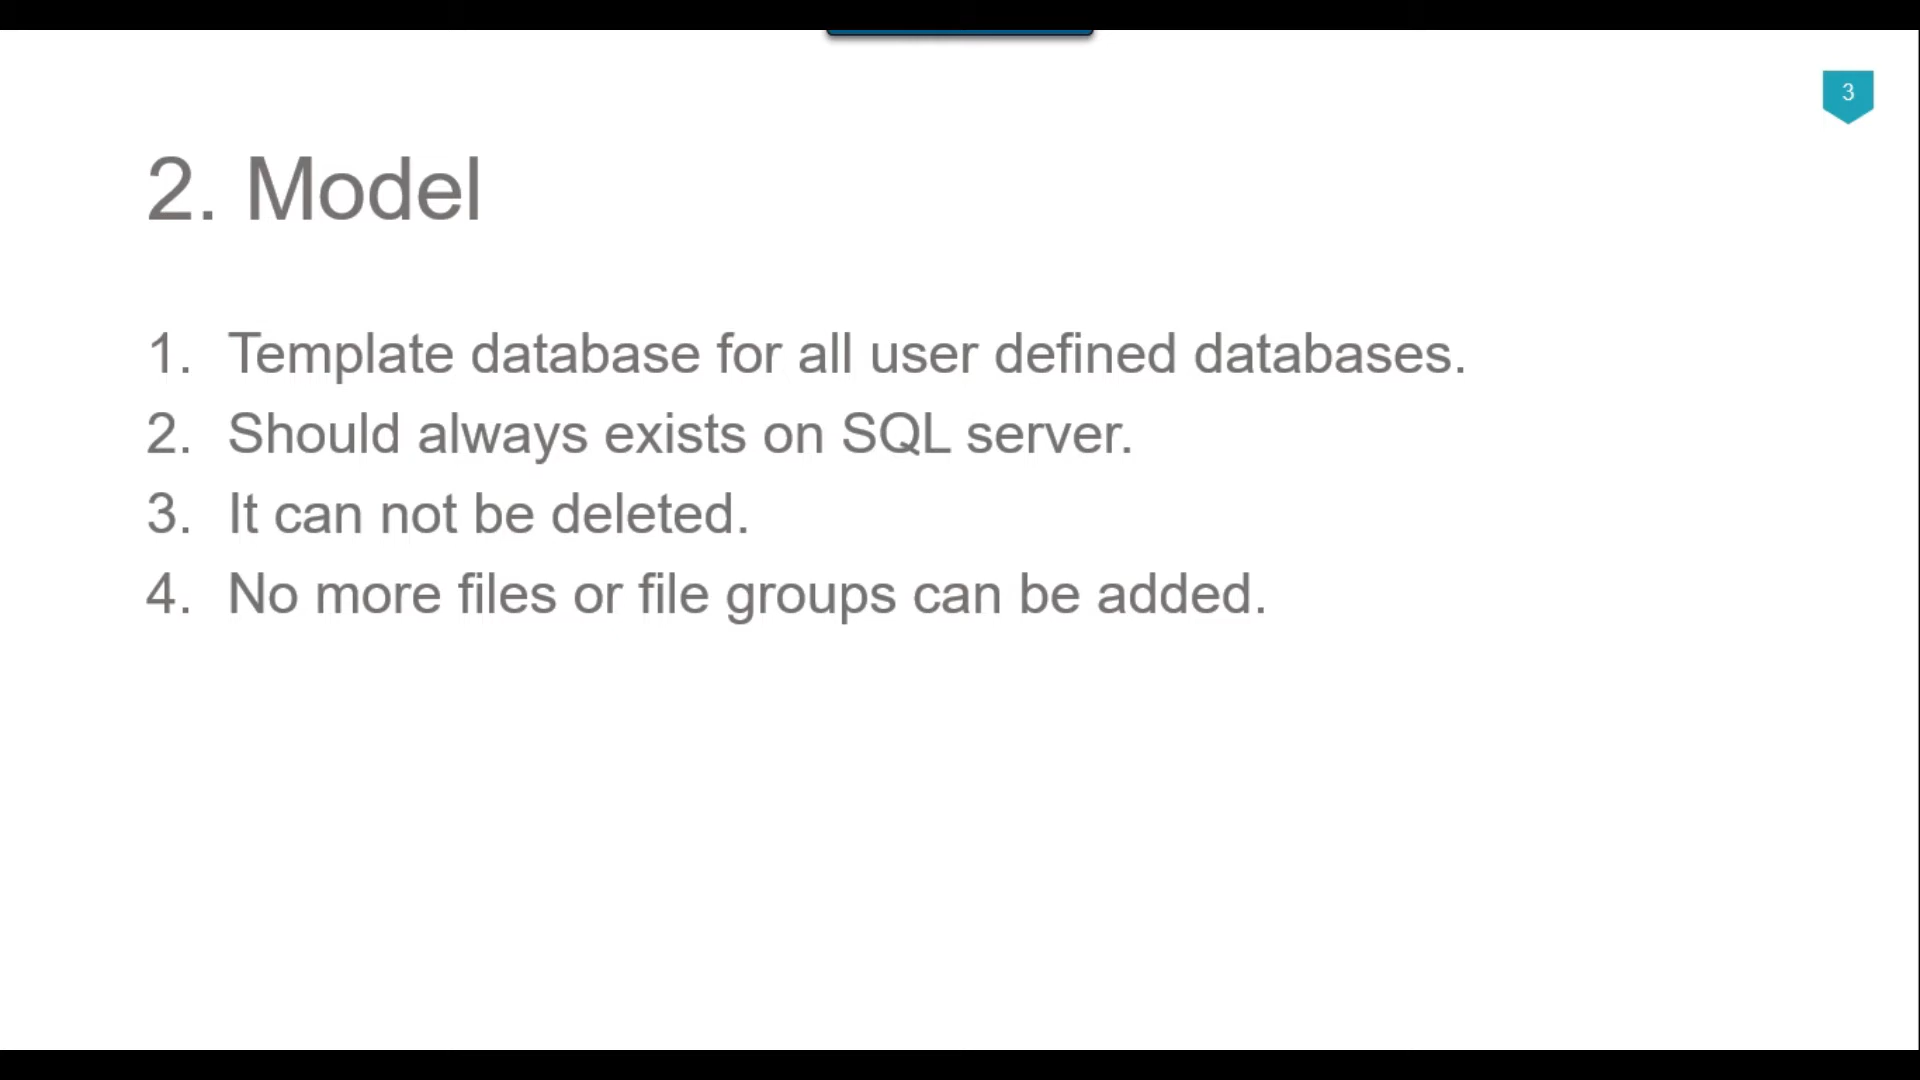 3
2. Model
1. Template database for all user defined databases.
2. Should always exists on SQL server.
3. It can not be deleted.
4. No more files or file groups can be added.